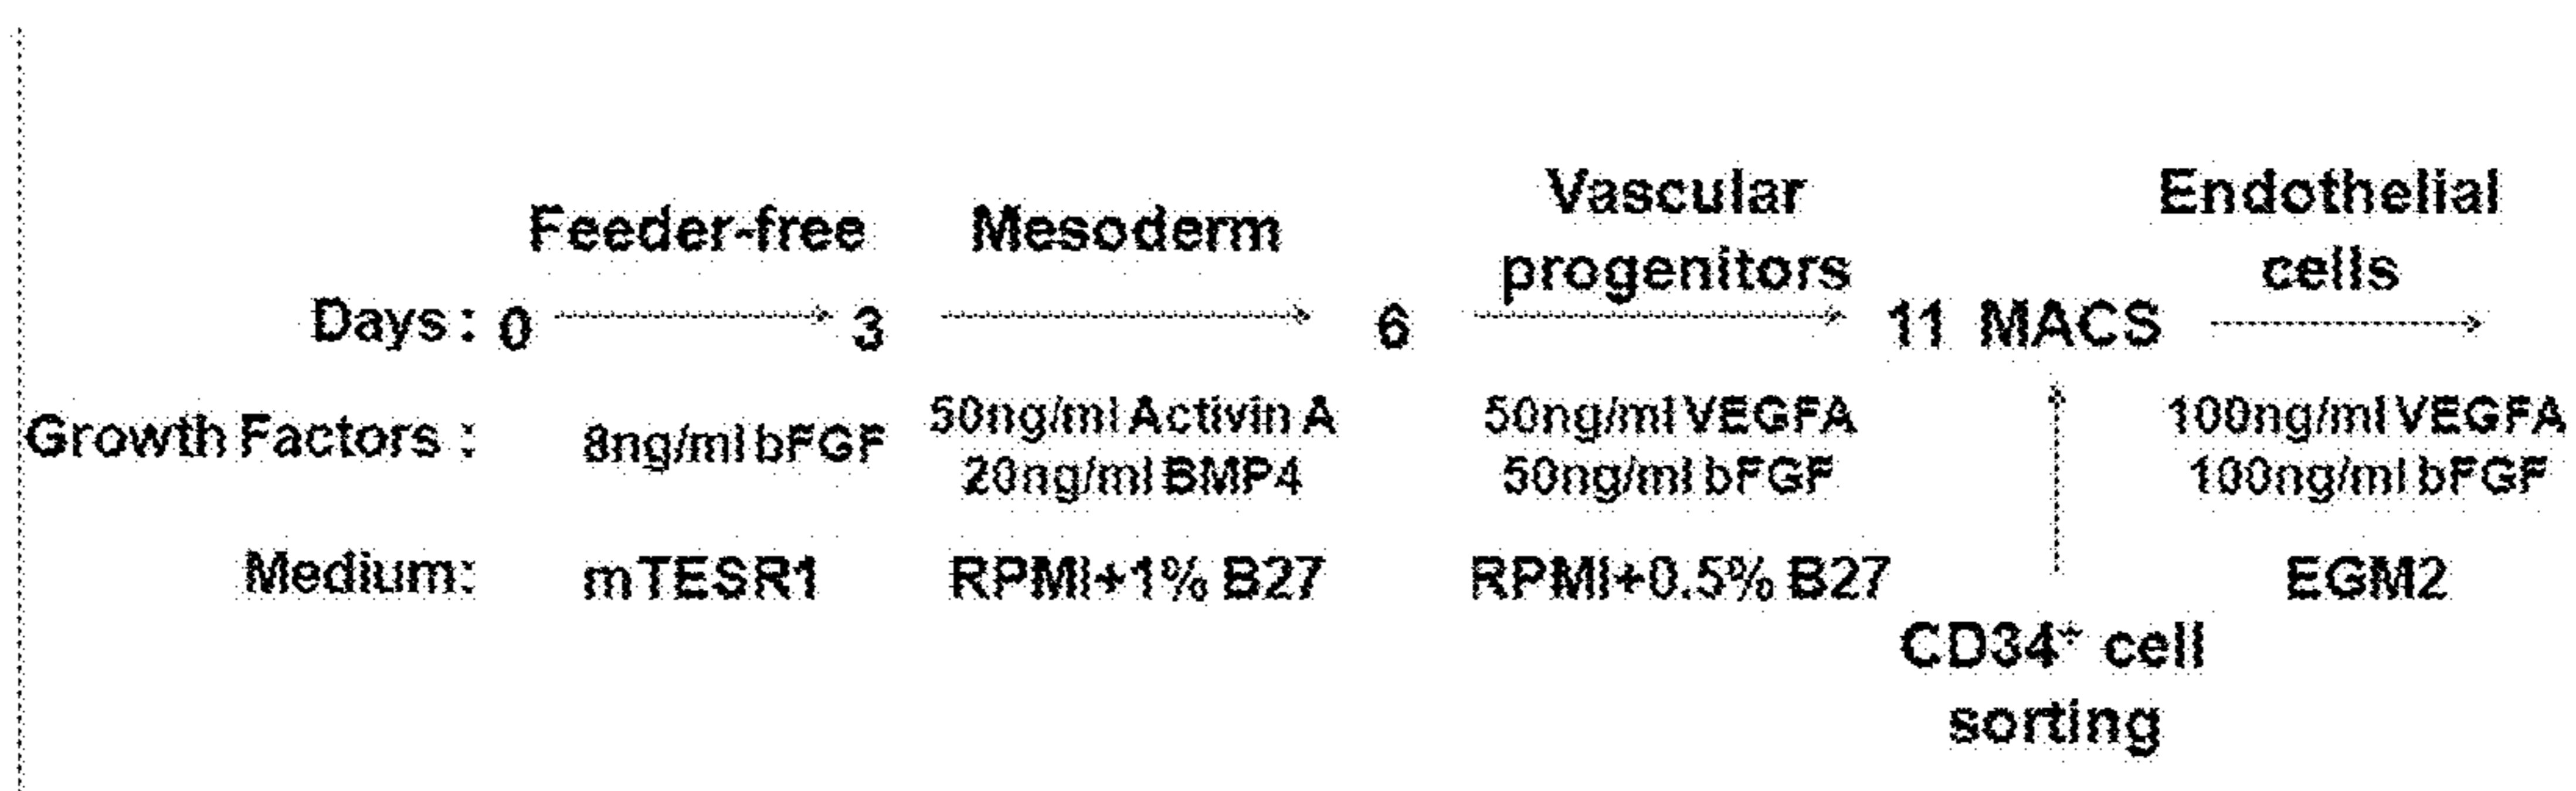 Feeder-free Mesoderm Vascular progenitors Endothelial cells
Days: 0 3 6 11 MACS
Growth Factors : 8ng/ml bFGF 50ng/ml Activin A 20ng/ml BMP4 50ng/ml VEGFA 50ng/ml bFGF 100ng/ml VEGFA 100ng/ml bFGF
Medium: mTESR1 RPMI+1% B27 RPMI+0.5% B27 EGM2
CD34⁺ cell
sorting